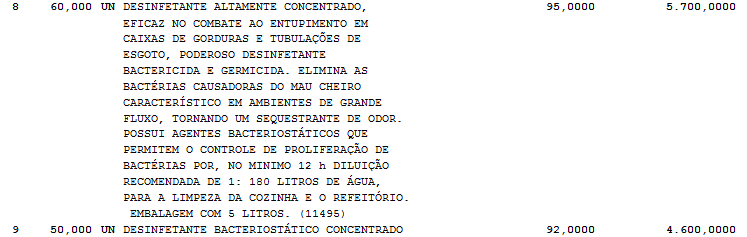 8 60,000 UN DESINFETANTE ALTAMENTE CONCENTRADO, 95,0000 5.700,0000
EFICAZ NO COMBATE AO ENTUPIMENTO EM
CAIXAS DE GORDURAS E TUBULAÇÕES DE
ESGOTO, PODEROSO DESINFETANTE
BACTERICIDA E GERMICIDA. ELIMINA AS
BACTÉRIAS CAUSADORAS DO MAU CHEIRO
CARACTERÍSTICO EM AMBIENTES DE GRANDE
FLUXO, TORNANDO UM SEQUESTRANTE DE ODOR.
POSSUI AGENTES BACTERIOSTÁTICOS QUE
PERMITEM O CONTROLE DE PROLIFERAÇÃO DE
BACTÉRIAS POR, NO MINIMO 12 h DILUIÇÃO
RECOMENDADA DE 1: 180 LITROS DE ÁGUA,
PARA A LIMPEZA DA COZINHA E O REFEITÓRIO.
EMBALAGEM COM 5 LITROS. (11495)
9 50,000 UN DESINFETANTE BACTERIOSTÁTICO CONCENTRADO 92,0000 4.600,0000